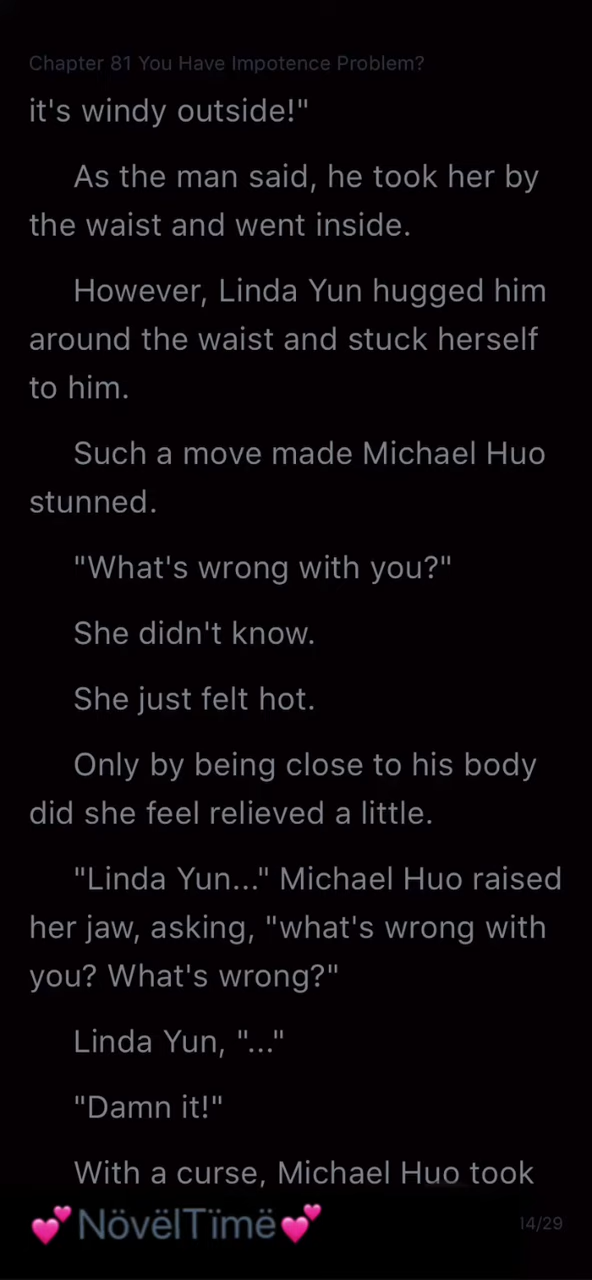 Chapter 81 You Have Impotence Problem?
it's windy outside!"
As the man said, he took her by
the waist and went inside.
However, Linda Yun hugged him
around the waist and stuck herself
to him.
Such a move made Michael Huo
stunned.
"What's wrong with you?"
She didn't know.
She just felt hot.
Only by being close to his body
did she feel relieved a little.
"Linda Yun..." Michael Huo raised
her jaw, asking, "what's wrong with
you? What's wrong?"
Linda Yun, "..."
"Damn it!"
With a curse, Michael Huo took
💕NövëlTïmë💕
14/29